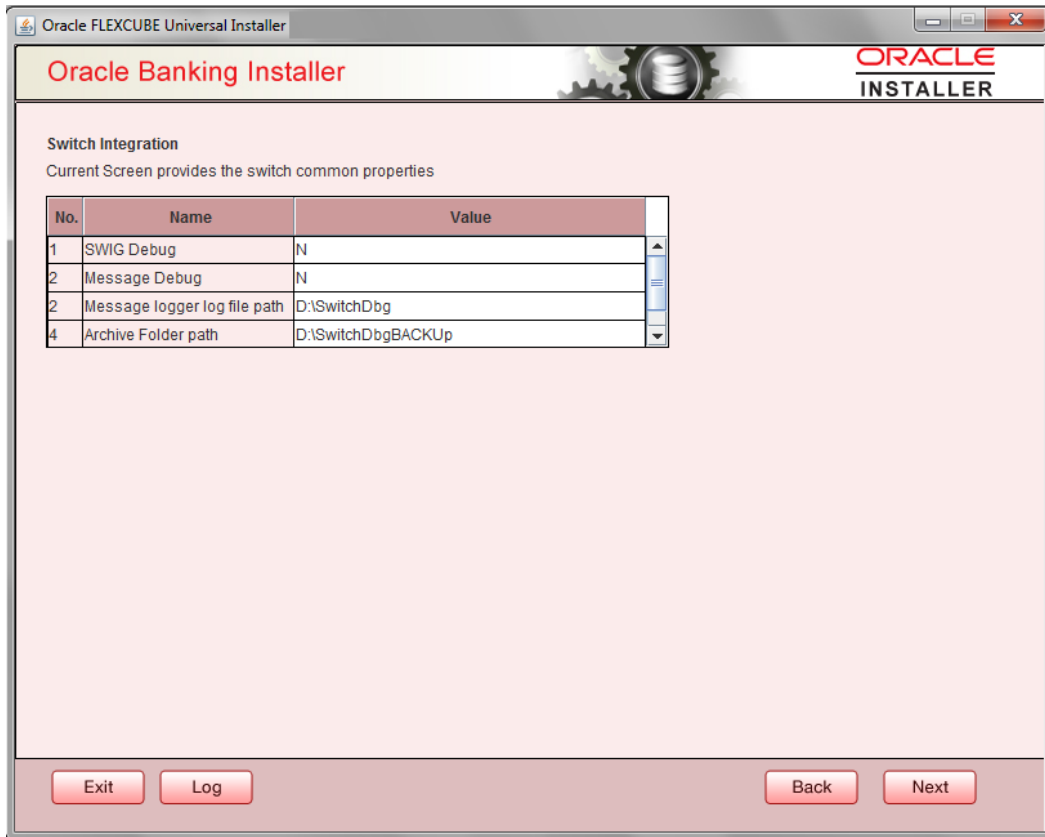 Oracle FLEXCUBE Universal Installer
Oracle Banking Installer
ORACLE
INSTALLER
Switch Integration
Current Screen provides the switch common properties
No. Name Value
1 SWIG Debug N
2 Message Debug N
2 Message logger log file path D:\SwitchDbg
4 Archive Folder path D:\SwitchDbgBACKUp
Exit Log Back Next